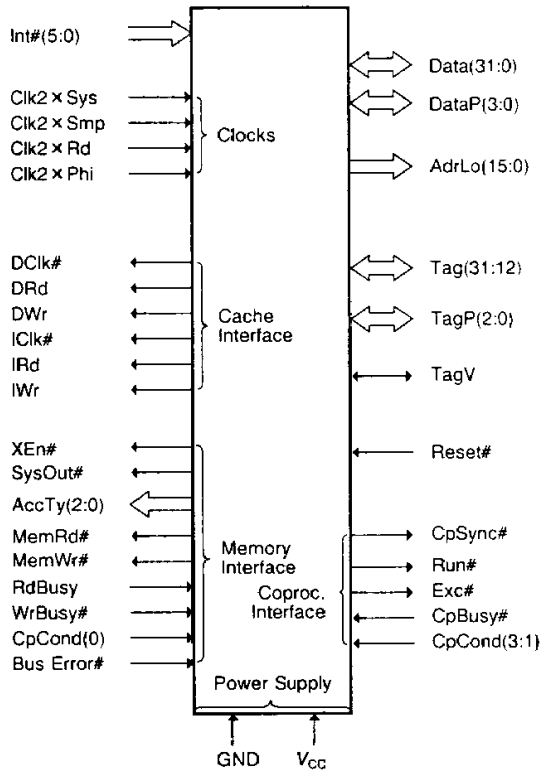 Int#(5:0)
Clk2×Sys
Clk2×Smp
Clk2×Rd
Clk2×Phi
Clocks
DClk#
DRd
DWr
IClk#
IRd
IWr
Cache
Interface
XEn#
SysOut#
AccTy(2:0)
MemRd#
MemWr#
RdBusy
WrBusy#
CpCond(0)
Bus Error#
Memory
Interface
Data(31:0)
DataP(3:0)
AdrLo(15:0)
Tag(31:12)
TagP(2:0)
TagV
Reset#
CpSync#
Run#
Exc#
CpBusy#
CpCond(3:1)
Coproc.
Interface
Power Supply
GND
VCC